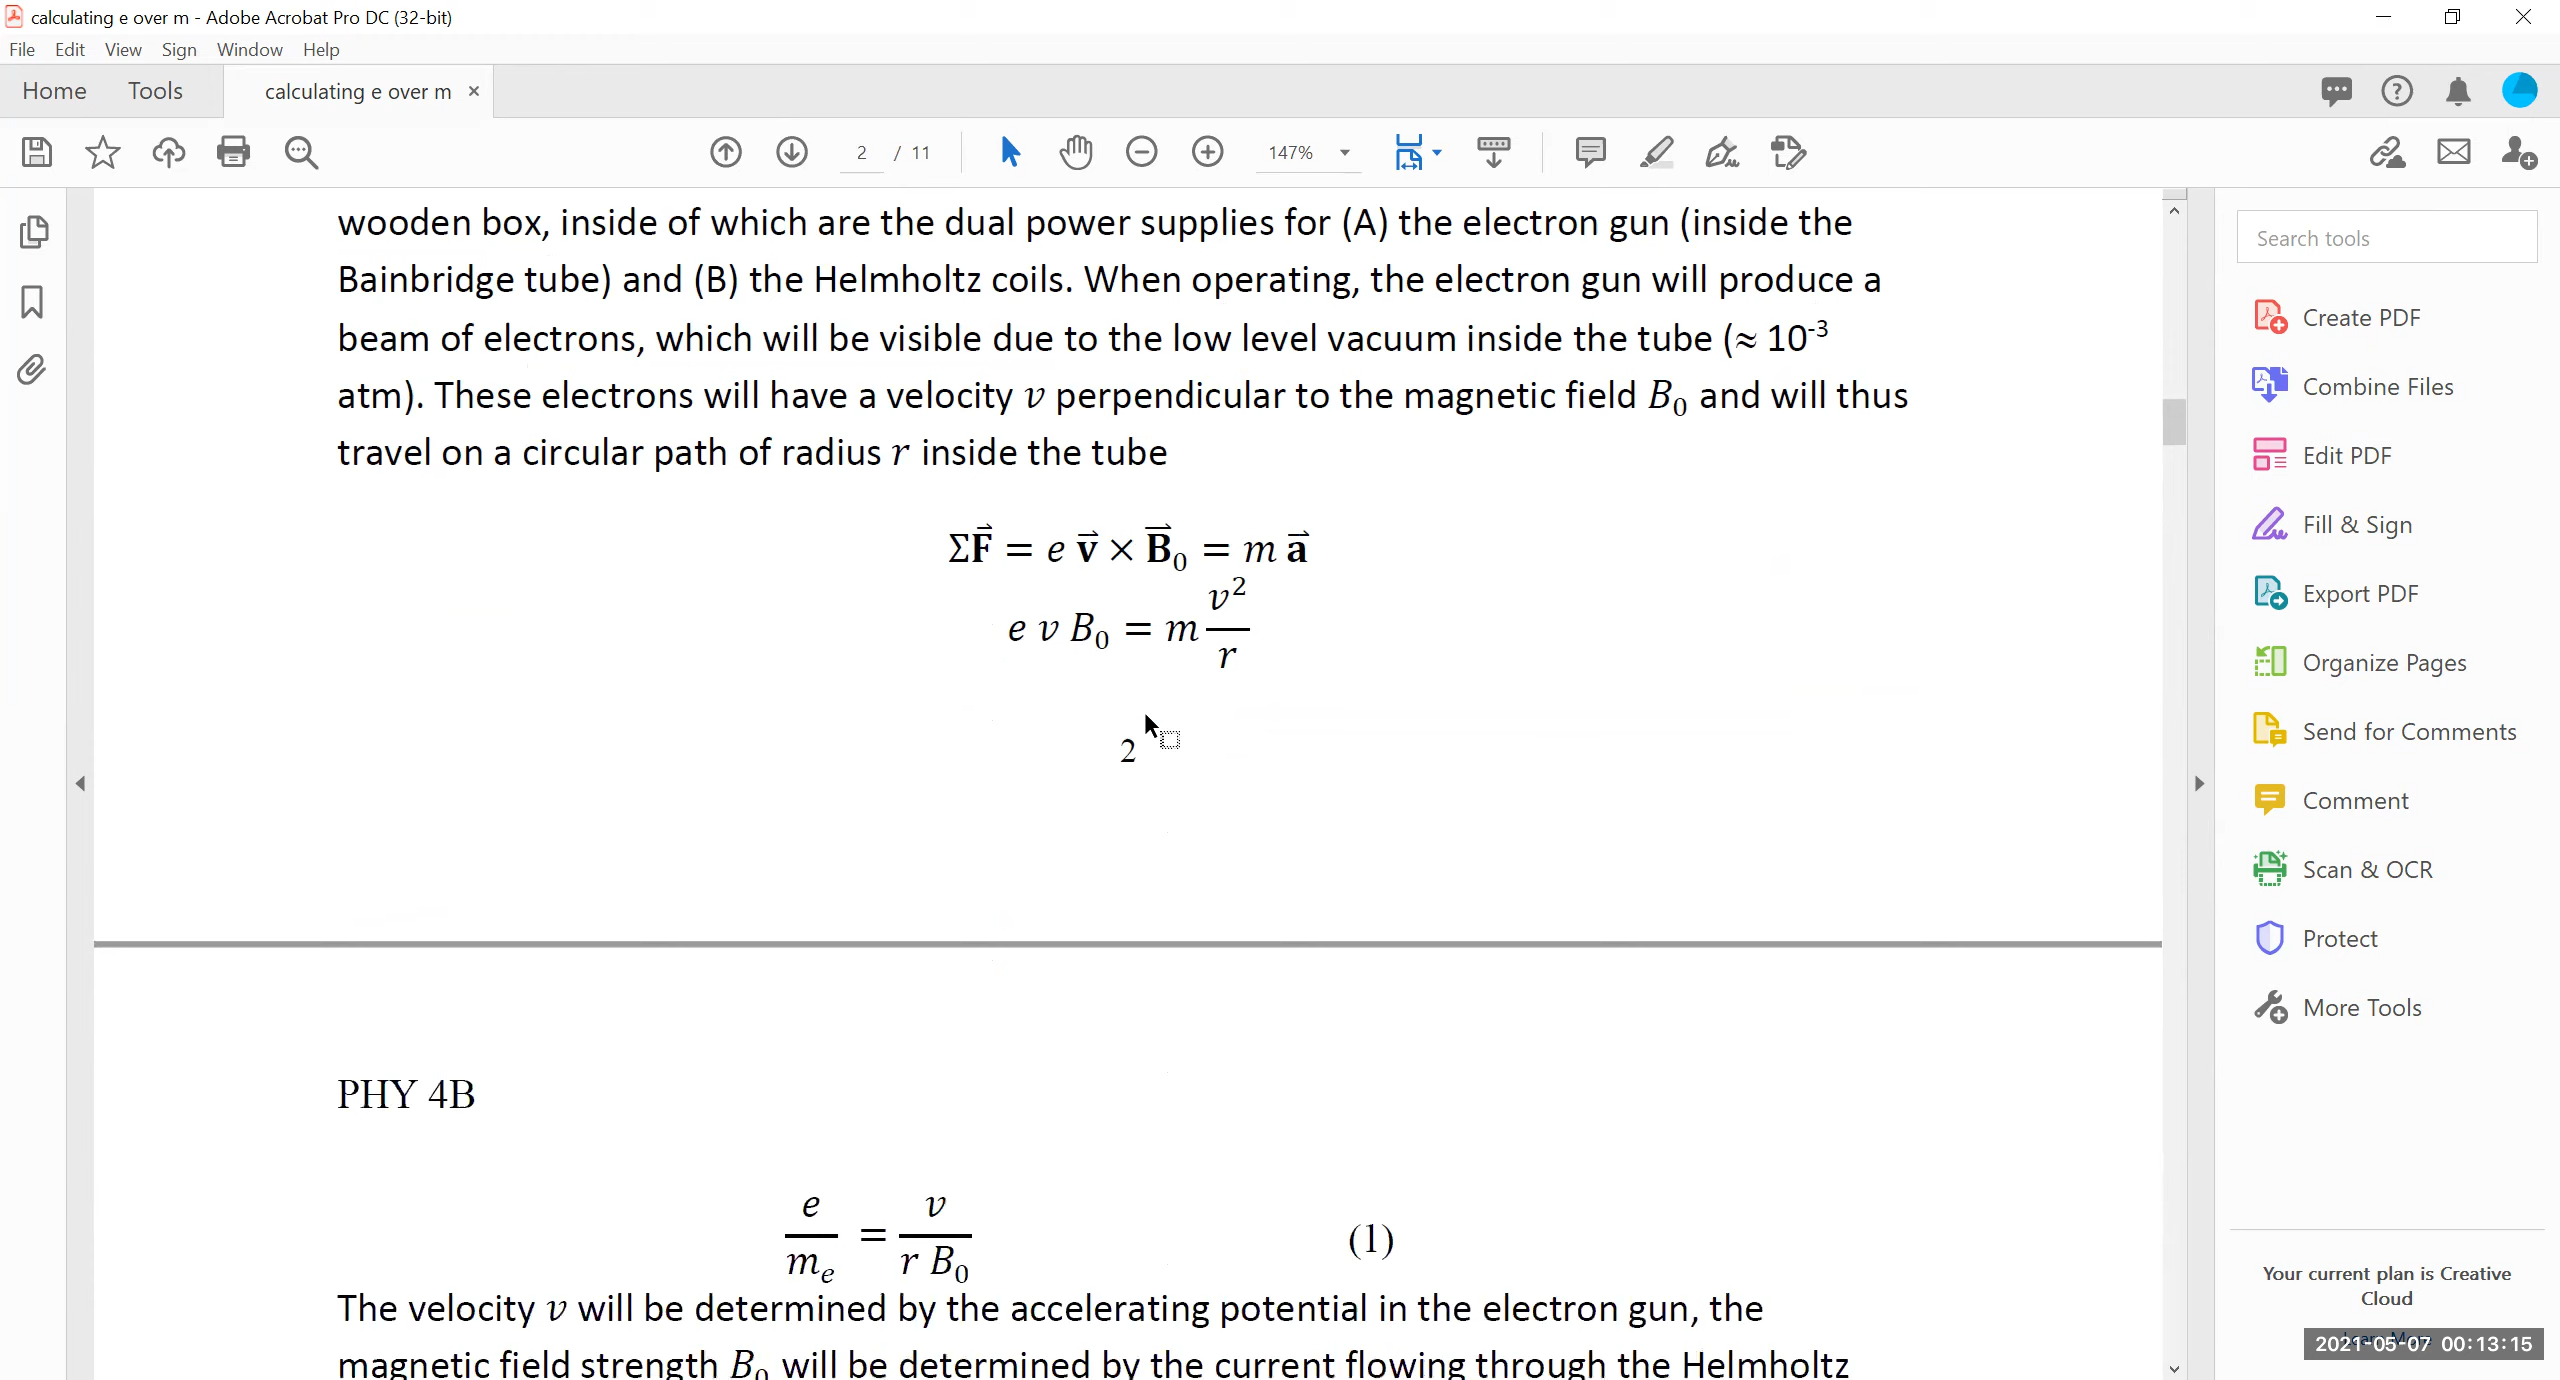 calculating e over m - Adobe Acrobat Pro DC (32-bit)
File Edit View Sign Window Help
Home Tools calculating e over m ×
2 / 11 147%
wooden box, inside of which are the dual power supplies for (A) the electron gun (inside the
Bainbridge tube) and (B) the Helmholtz coils. When operating, the electron gun will produce a
beam of electrons, which will be visible due to the low level vacuum inside the tube (≈ 10⁻³
atm). These electrons will have a velocity v perpendicular to the magnetic field B₀ and will thus
travel on a circular path of radius r inside the tube
ΣF⃗ = e v⃗ × B⃗₀ = m a⃗
e v B₀ = m v²/r
2
PHY 4B
e/mₑ = v/(r B₀) (1)
The velocity v will be determined by the accelerating potential in the electron gun, the
magnetic field strength B₀ will be determined by the current flowing through the Helmholtz
Search tools
Create PDF
Combine Files
Edit PDF
Fill & Sign
Export PDF
Organize Pages
Send for Comments
Comment
Scan & OCR
Protect
More Tools
Your current plan is Creative
Cloud
2021-05-07 00:13:15